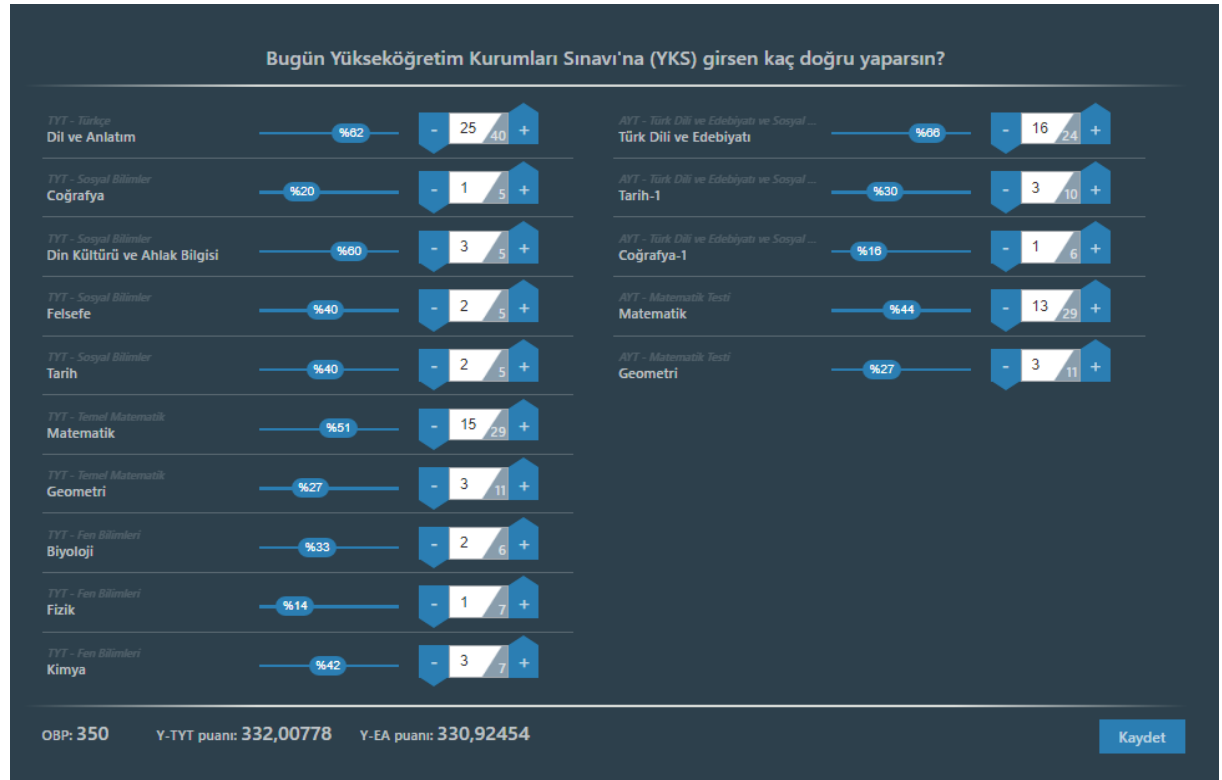 Bugün Yükseköğretim Kurumları Sınavı'na (YKS) girsen kaç doğru yaparsın?
TYT - Türkçe
Dil ve Anlatım
%62
- 25 40 +
TYT - Sosyal Bilimler
Coğrafya
%20
- 1 5 +
TYT - Sosyal Bilimler
Din Kültürü ve Ahlak Bilgisi
%60
- 3 5 +
TYT - Sosyal Bilimler
Felsefe
%40
- 2 5 +
TYT - Sosyal Bilimler
Tarih
%40
- 2 5 +
TYT - Temel Matematik
Matematik
%51
- 15 29 +
TYT - Temel Matematik
Geometri
%27
- 3 11 +
TYT - Fen Bilimleri
Biyoloji
%33
- 2 6 +
TYT - Fen Bilimleri
Fizik
%14
- 1 7 +
TYT - Fen Bilimleri
Kimya
%42
- 3 7 +
AYT - Türk Dili ve Edebiyatı ve Sosyal ...
Türk Dili ve Edebiyatı
%66
- 16 24 +
AYT - Türk Dili ve Edebiyatı ve Sosyal ...
Tarih-1
%30
- 3 10 +
AYT - Türk Dili ve Edebiyatı ve Sosyal ...
Coğrafya-1
%16
- 1 6 +
AYT - Matematik Testi
Matematik
%44
- 13 29 +
AYT - Matematik Testi
Geometri
%27
- 3 11 +
OBP: 350 Y-TYT puanı: 332,00778 Y-EA puanı: 330,92454
Kaydet